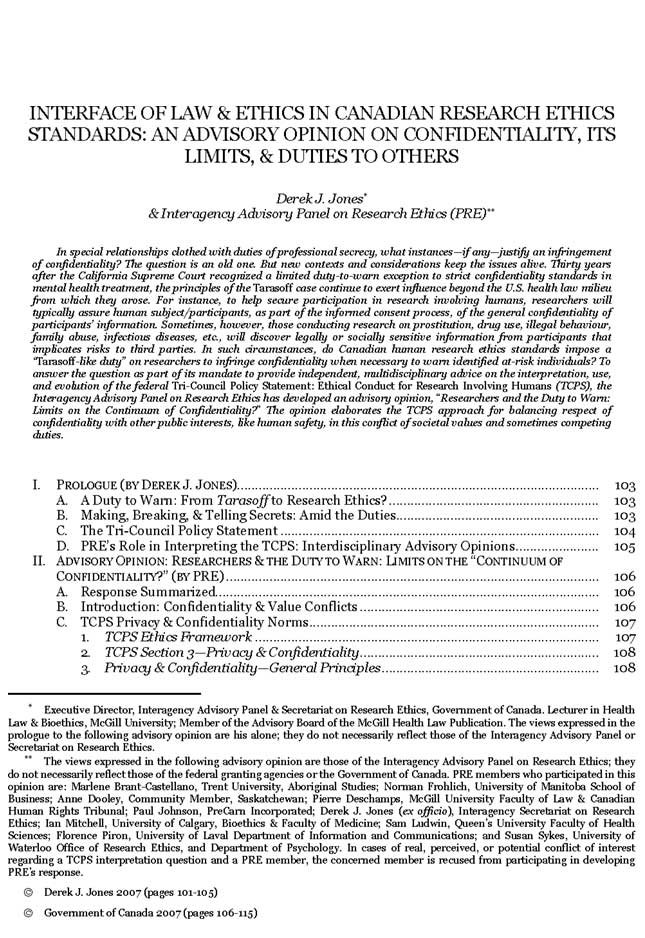 INTERFACE OF LAW & ETHICS IN CANADIAN RESEARCH ETHICS
STANDARDS: AN ADVISORY OPINION ON CONFIDENTIALITY, ITS
LIMITS, & DUTIES TO OTHERS
Derek J. Jones*
& Interagency Advisory Panel on Research Ethics (PRE)**
In special relationships clothed with duties of professional secrecy, what instances—if any—justify an infringement
of confidentiality? The question is an old one. But new contexts and considerations keep the issues alive. Thirty years
after the California Supreme Court recognized a limited duty-to-warn exception to strict confidentiality standards in
mental health treatment, the principles of the Tarasoff case continue to exert influence beyond the U.S. health law milieu
from which they arose. For instance, to help secure participation in research involving humans, researchers will
typically assure human subject/participants, as part of the informed consent process, of the general confidentiality of
participants' information. Sometimes, however, those conducting research on prostitution, drug use, illegal behaviour,
family abuse, infectious diseases, etc., will discover legally or socially sensitive information from participants that
implicates risks to third parties. In such circumstances, do Canadian human research ethics standards impose a
"Tarasoff-like duty" on researchers to infringe confidentiality when necessary to warn identified at-risk individuals? To
answer the question as part of its mandate to provide independent, multidisciplinary advice on the interpretation, use,
and evolution of the federal Tri-Council Policy Statement: Ethical Conduct for Research Involving Humans (TCPS), the
Interagency Advisory Panel on Research Ethics has developed an advisory opinion, "Researchers and the Duty to Warn:
Limits on the Continuum of Confidentiality?" The opinion elaborates the TCPS approach for balancing respect of
confidentiality with other public interests, like human safety, in this conflict of societal values and sometimes competing
duties.
I. PROLOGUE (BY DEREK J. JONES)........ 103
A. A Duty to Warn: From Tarasoff to Research Ethics?........ 103
B. Making, Breaking, & Telling Secrets: Amid the Duties........ 103
C. The Tri-Council Policy Statement........ 104
D. PRE's Role in Interpreting the TCPS: Interdisciplinary Advisory Opinions........ 105
II. ADVISORY OPINION: RESEARCHERS & THE DUTY TO WARN: LIMITS ON THE "CONTINUUM OF
CONFIDENTIALITY?" (BY PRE)........ 106
A. Response Summarized........ 106
B. Introduction: Confidentiality & Value Conflicts........ 106
C. TCPS Privacy & Confidentiality Norms........ 107
1. TCPS Ethics Framework........ 107
2. TCPS Section 3—Privacy & Confidentiality........ 108
3. Privacy & Confidentiality—General Principles........ 108
* Executive Director, Interagency Advisory Panel & Secretariat on Research Ethics, Government of Canada. Lecturer in Health
Law & Bioethics, McGill University; Member of the Advisory Board of the McGill Health Law Publication. The views expressed in the
prologue to the following advisory opinion are his alone; they do not necessarily reflect those of the Interagency Advisory Panel or
Secretariat on Research Ethics.
** The views expressed in the following advisory opinion are those of the Interagency Advisory Panel on Research Ethics; they
do not necessarily reflect those of the federal granting agencies or the Government of Canada. PRE members who participated in this
opinion are: Marlene Brant-Castellano, Trent University, Aboriginal Studies; Norman Frohlich, University of Manitoba School of
Business; Anne Dooley, Community Member, Saskatchewan; Pierre Deschamps, McGill University Faculty of Law & Canadian
Human Rights Tribunal; Paul Johnson, PreCarn Incorporated; Derek J. Jones (ex officio), Interagency Secretariat on Research
Ethics; Ian Mitchell, University of Calgary, Bioethics & Faculty of Medicine; Sam Ludwin, Queen's University Faculty of Health
Sciences; Florence Piron, University of Laval Department of Information and Communications; and Susan Sykes, University of
Waterloo Office of Research Ethics, and Department of Psychology. In cases of real, perceived, or potential conflict of interest
regarding a TCPS interpretation question and a PRE member, the concerned member is recused from participating in developing
PRE's response.
© Derek J. Jones 2007 (pages 101-105)
© Government of Canada 2007 (pages 106-115)